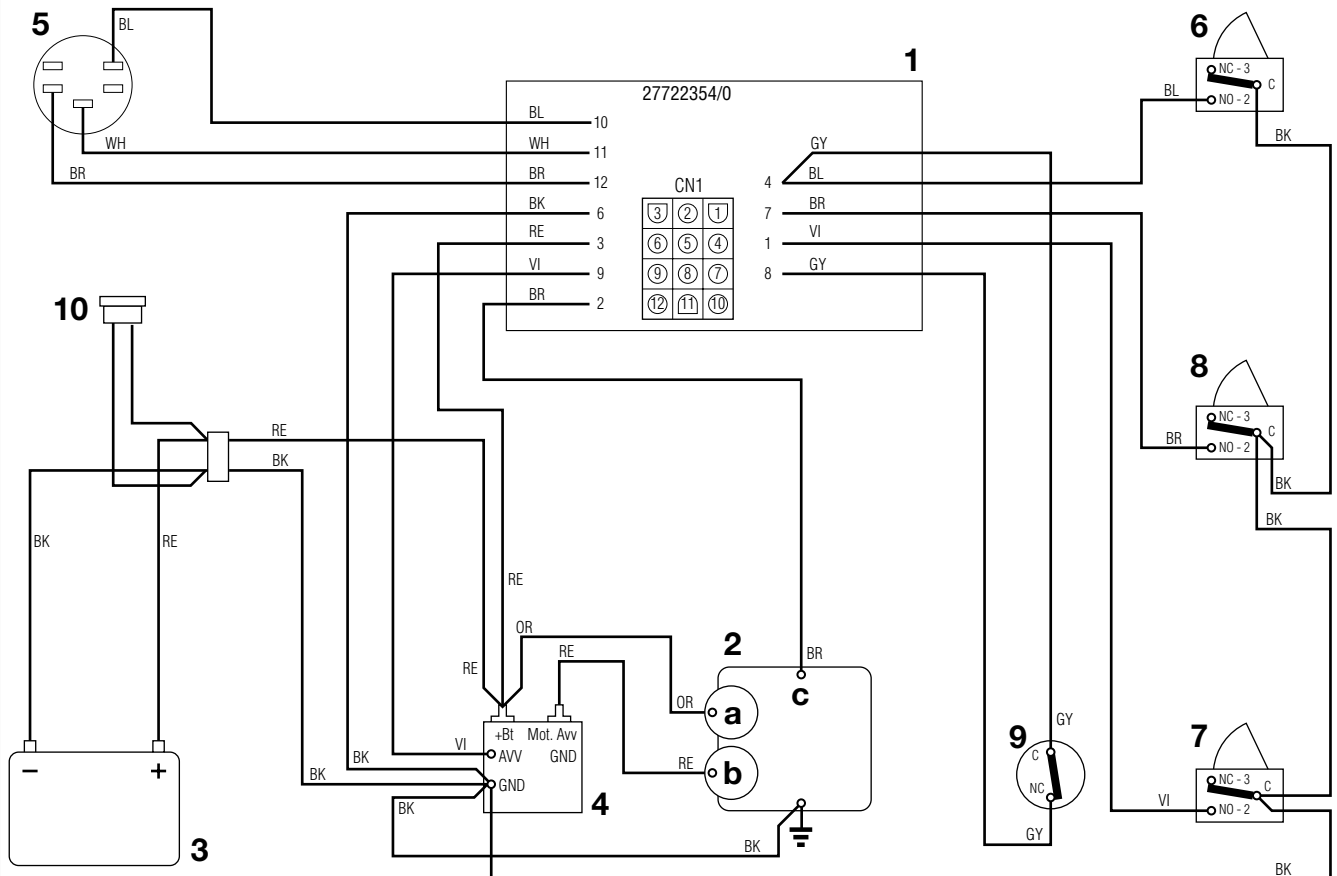 5
BL
WH
BR
1
27722354/0
BL
10
WH
11
BR
12
BK
6
RE
3
VI
9
BR
2
CN1
3 2 1
6 5 4
9 8 7
12 11 10
GY
4
BL
7
BR
1
VI
8
GY
6
NC - 3
C
NO - 2
BL
BK
10
RE
BK
BK
RE
8
NC - 3
C
NO - 2
BR
BK
BK
RE
OR
RE
RE
2
BR
c
OR
a
RE
b
+Bt Mot. Avv
AVV GND
GND
VI
BK
BK
BK
4
BK
−
+
3
9
GY
C
NC
GY
7
NC - 3
C
NO - 2
VI
BK